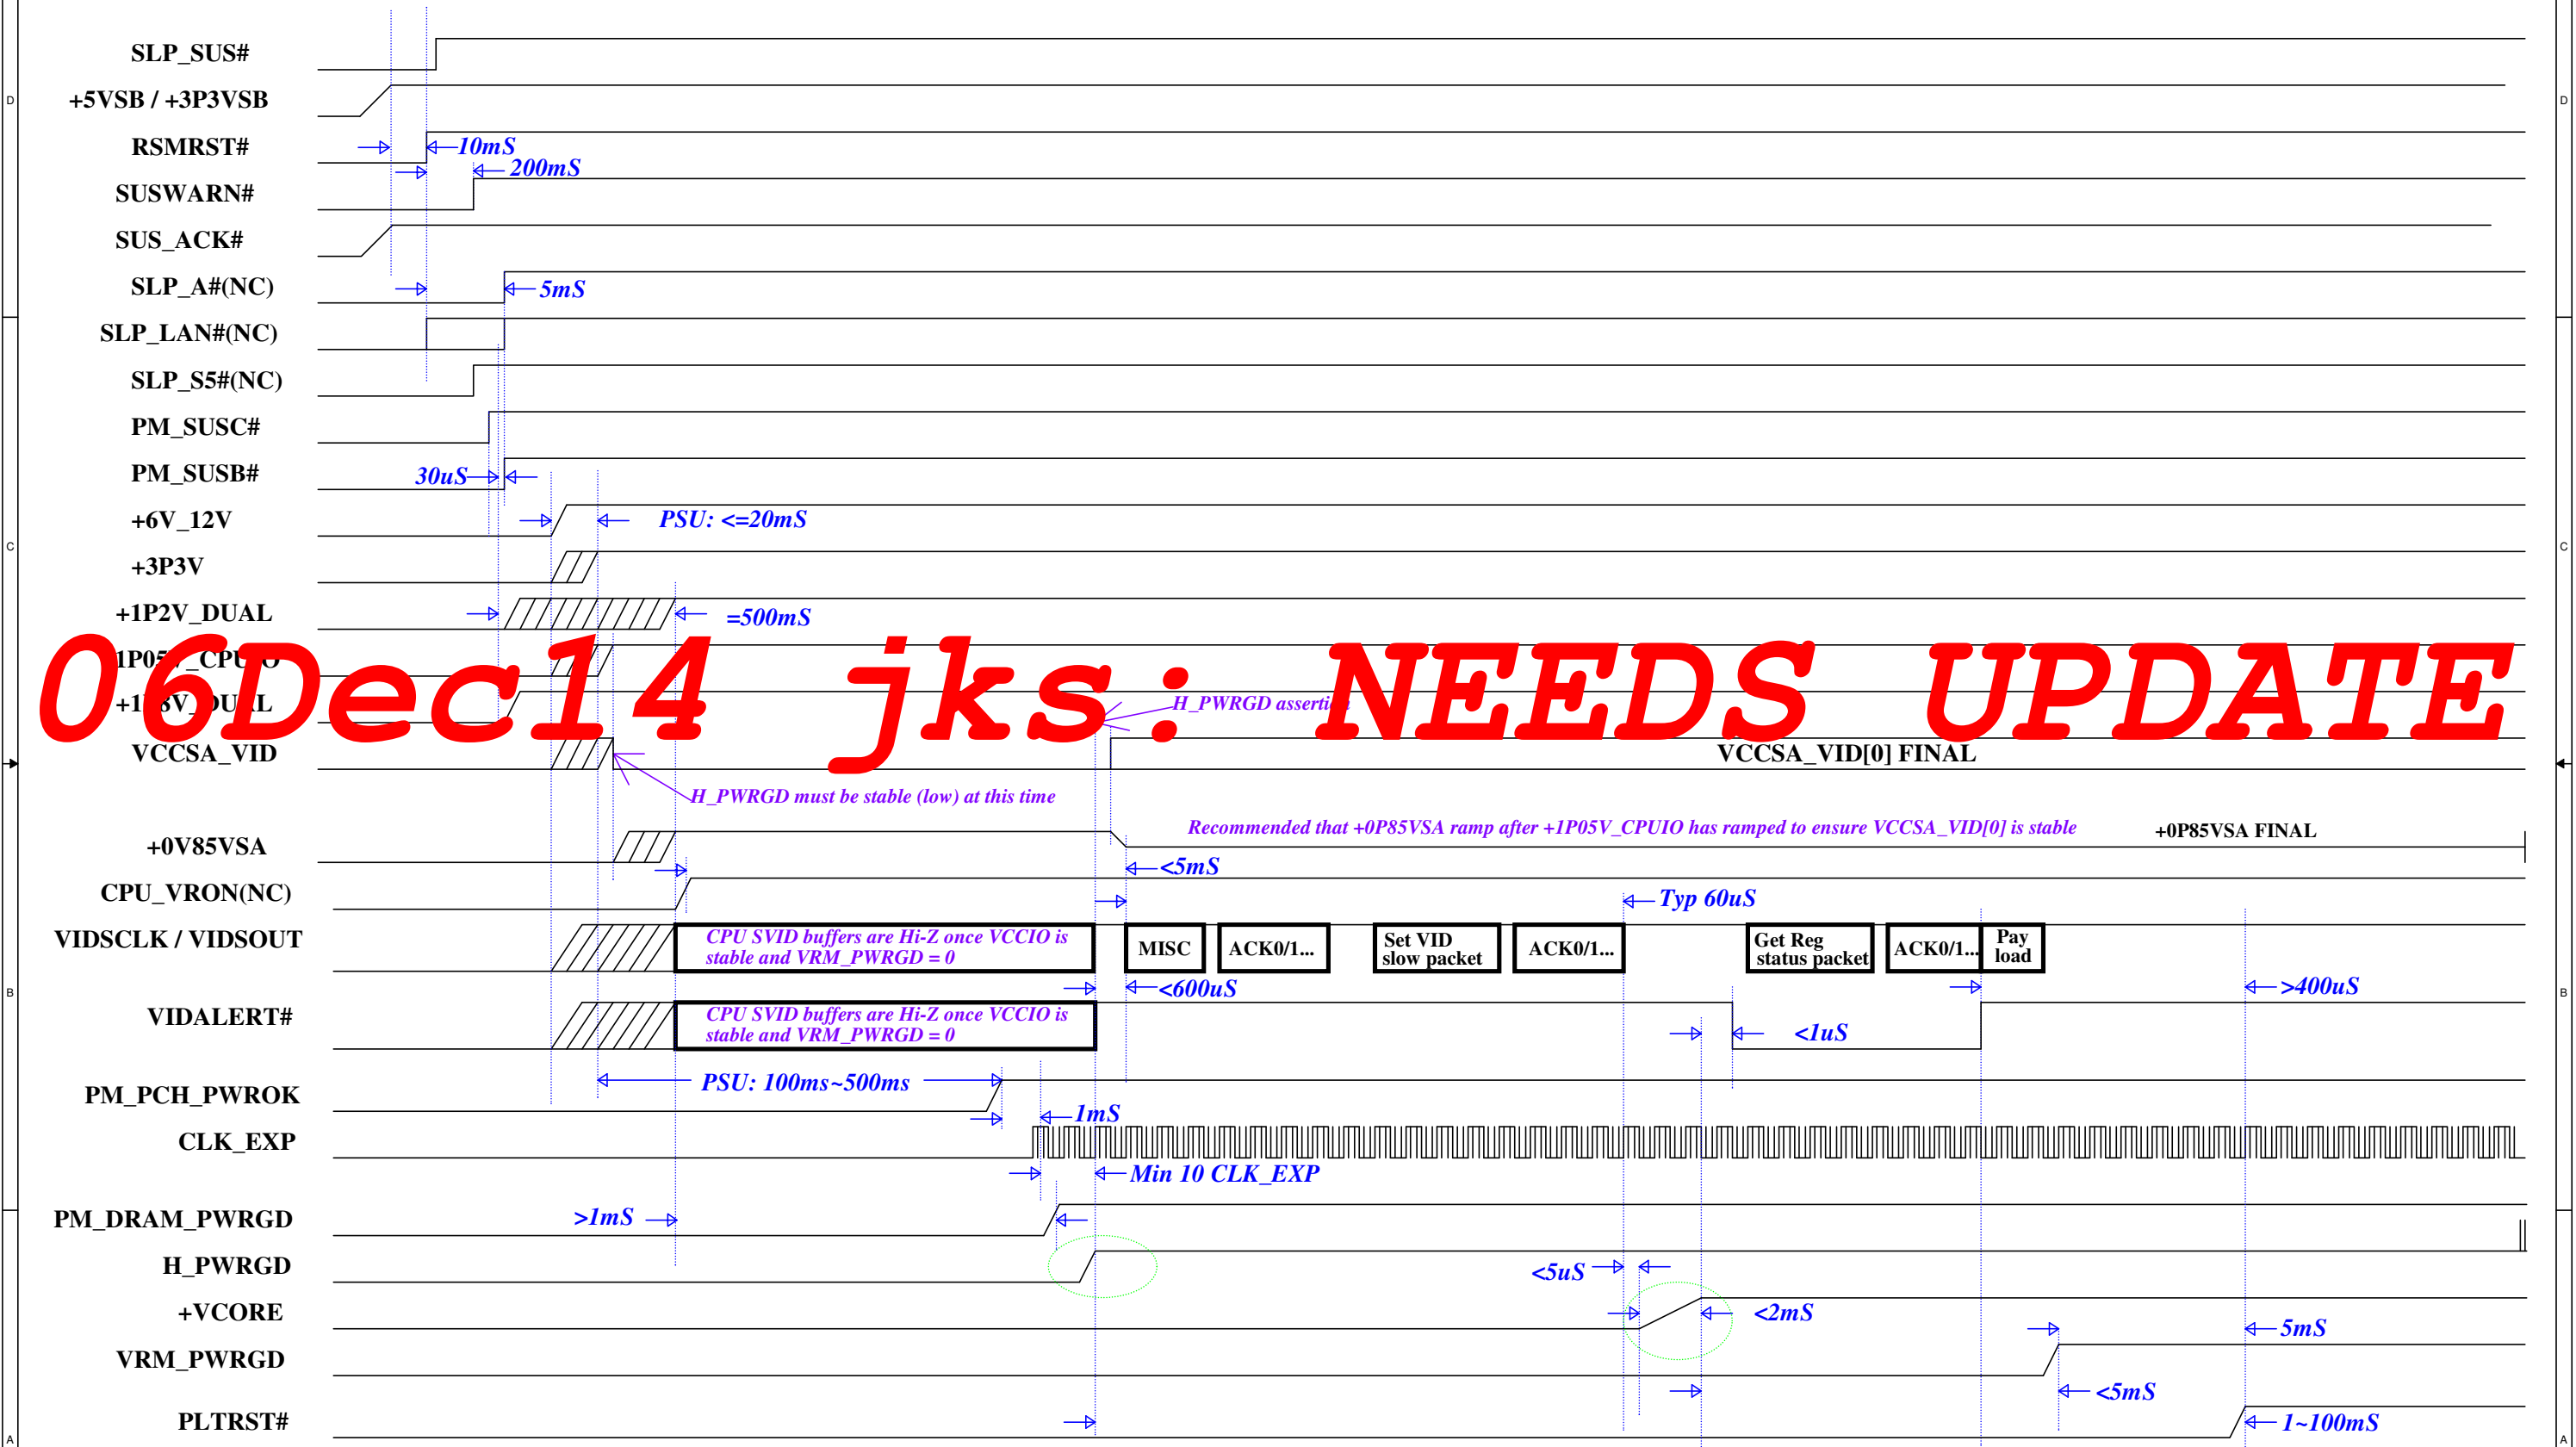 SLP_SUS#
D
+5VSB / +3P3VSB
D
RSMRST#
10mS
200mS
SUSWARN#
SUS_ACK#
SLP_A#(NC)
5mS
SLP_LAN#(NC)
SLP_S5#(NC)
PM_SUSC#
PM_SUSB#
30uS
+6V_12V
PSU: <=20mS
C
C
+3P3V
+1P2V_DUAL
=500mS
06Dec14 jks: NEEDS UPDATE
1P05V_CPUIO
+1P8V_DUAL
H_PWRGD assertion
VCCSA_VID
VCCSA_VID[0] FINAL
H_PWRGD must be stable (low) at this time
Recommended that +0P85VSA ramp after +1P05V_CPUIO has ramped to ensure VCCSA_VID[0] is stable
+0P85VSA FINAL
+0V85VSA
<5mS
CPU_VRON(NC)
Typ 60uS
VIDSCLK / VIDSOUT
CPU SVID buffers are Hi-Z once VCCIO is
stable and VRM_PWRGD = 0
MISC
ACK0/1...
Set VID
slow packet
ACK0/1...
Get Reg
status packet
ACK0/1...
Pay
load
<600uS
>400uS
B
B
VIDALERT#
CPU SVID buffers are Hi-Z once VCCIO is
stable and VRM_PWRGD = 0
<1uS
PM_PCH_PWROK
PSU: 100ms~500ms
1mS
CLK_EXP
Min 10 CLK_EXP
PM_DRAM_PWRGD
>1mS
H_PWRGD
<5uS
+VCORE
<2mS
5mS
VRM_PWRGD
<5mS
PLTRST#
1~100mS
A
A